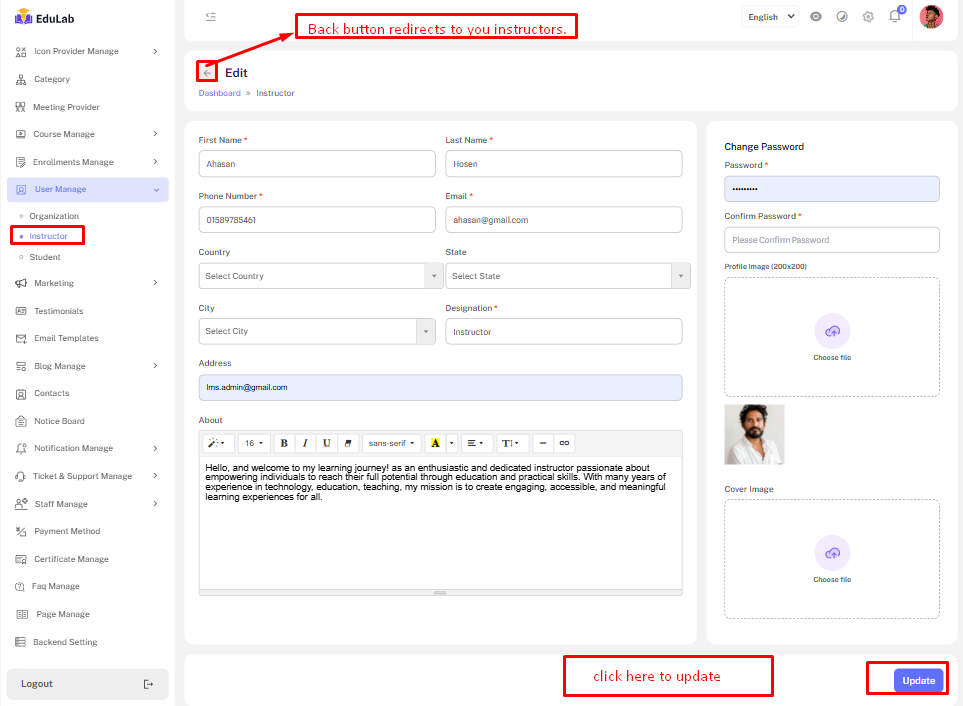 EduLab
Icon Provider Manage
Category
Meeting Provider
Course Manage
Enrollments Manage
User Manage
Organization
Instructor
Student
Marketing
Testimonials
Email Templates
Blog Manage
Contacts
Notice Board
Notification Manage
Ticket & Support Manage
Staff Manage
Payment Method
Certificate Manage
Faq Manage
Page Manage
Backend Setting
Logout
English
0
Back button redirects to you instructors.
Edit
Dashboard » Instructor
First Name *
Last Name *
Ahasan
Hosen
Phone Number *
Email *
01589785461
ahasan@gmail.com
Country
State
Select Country
Select State
City
Designation *
Select City
Instructor
Address
lms.admin@gmail.com
About
16 B I U sans-serif A T
Hello, and welcome to my learning journey! as an enthusiastic and dedicated instructor passionate about
empowering individuals to reach their full potential through education and practical skills. With many years of
experience in technology, education, teaching, my mission is to create engaging, accessible, and meaningful
learning experiences for all.
Change Password
Password *
•••••••••
Confirm Password *
Please Confirm Password
Profile Image (200x200)
Choose file
Cover Image
Choose file
click here to update
Update